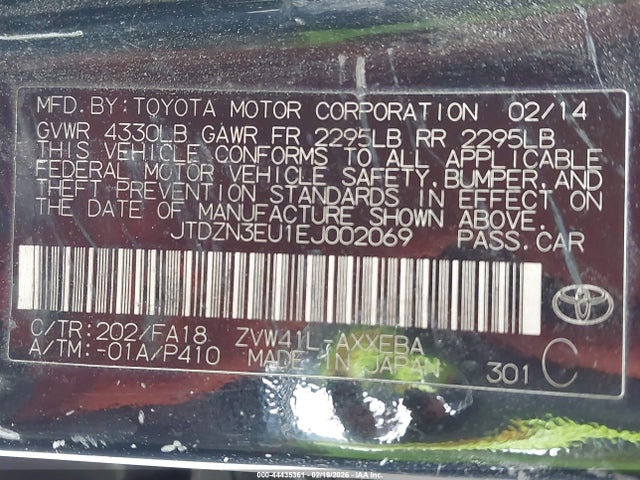 MFD. BY: TOYOTA MOTOR CORPORATION 02/14
GVWR 4330LB GAWR FR 2295LB RR 2295LB
THIS VEHICLE CONFORMS TO ALL APPLICABLE
FEDERAL MOTOR VEHICLE SAFETY, BUMPER, AND
THEFT PREVENTION STANDARDS IN EFFECT ON
THE DATE OF MANUFACTURE SHOWN ABOVE.
JTDZN3EU1EJ002069 PASS. CAR
C/TR: 202/FA18 ZVW41L-AXXEBA
A/TM: -01A/P410 MADE IN JAPAN 301 C
000-44435361 - 02/19/2026 - IAAI.COM